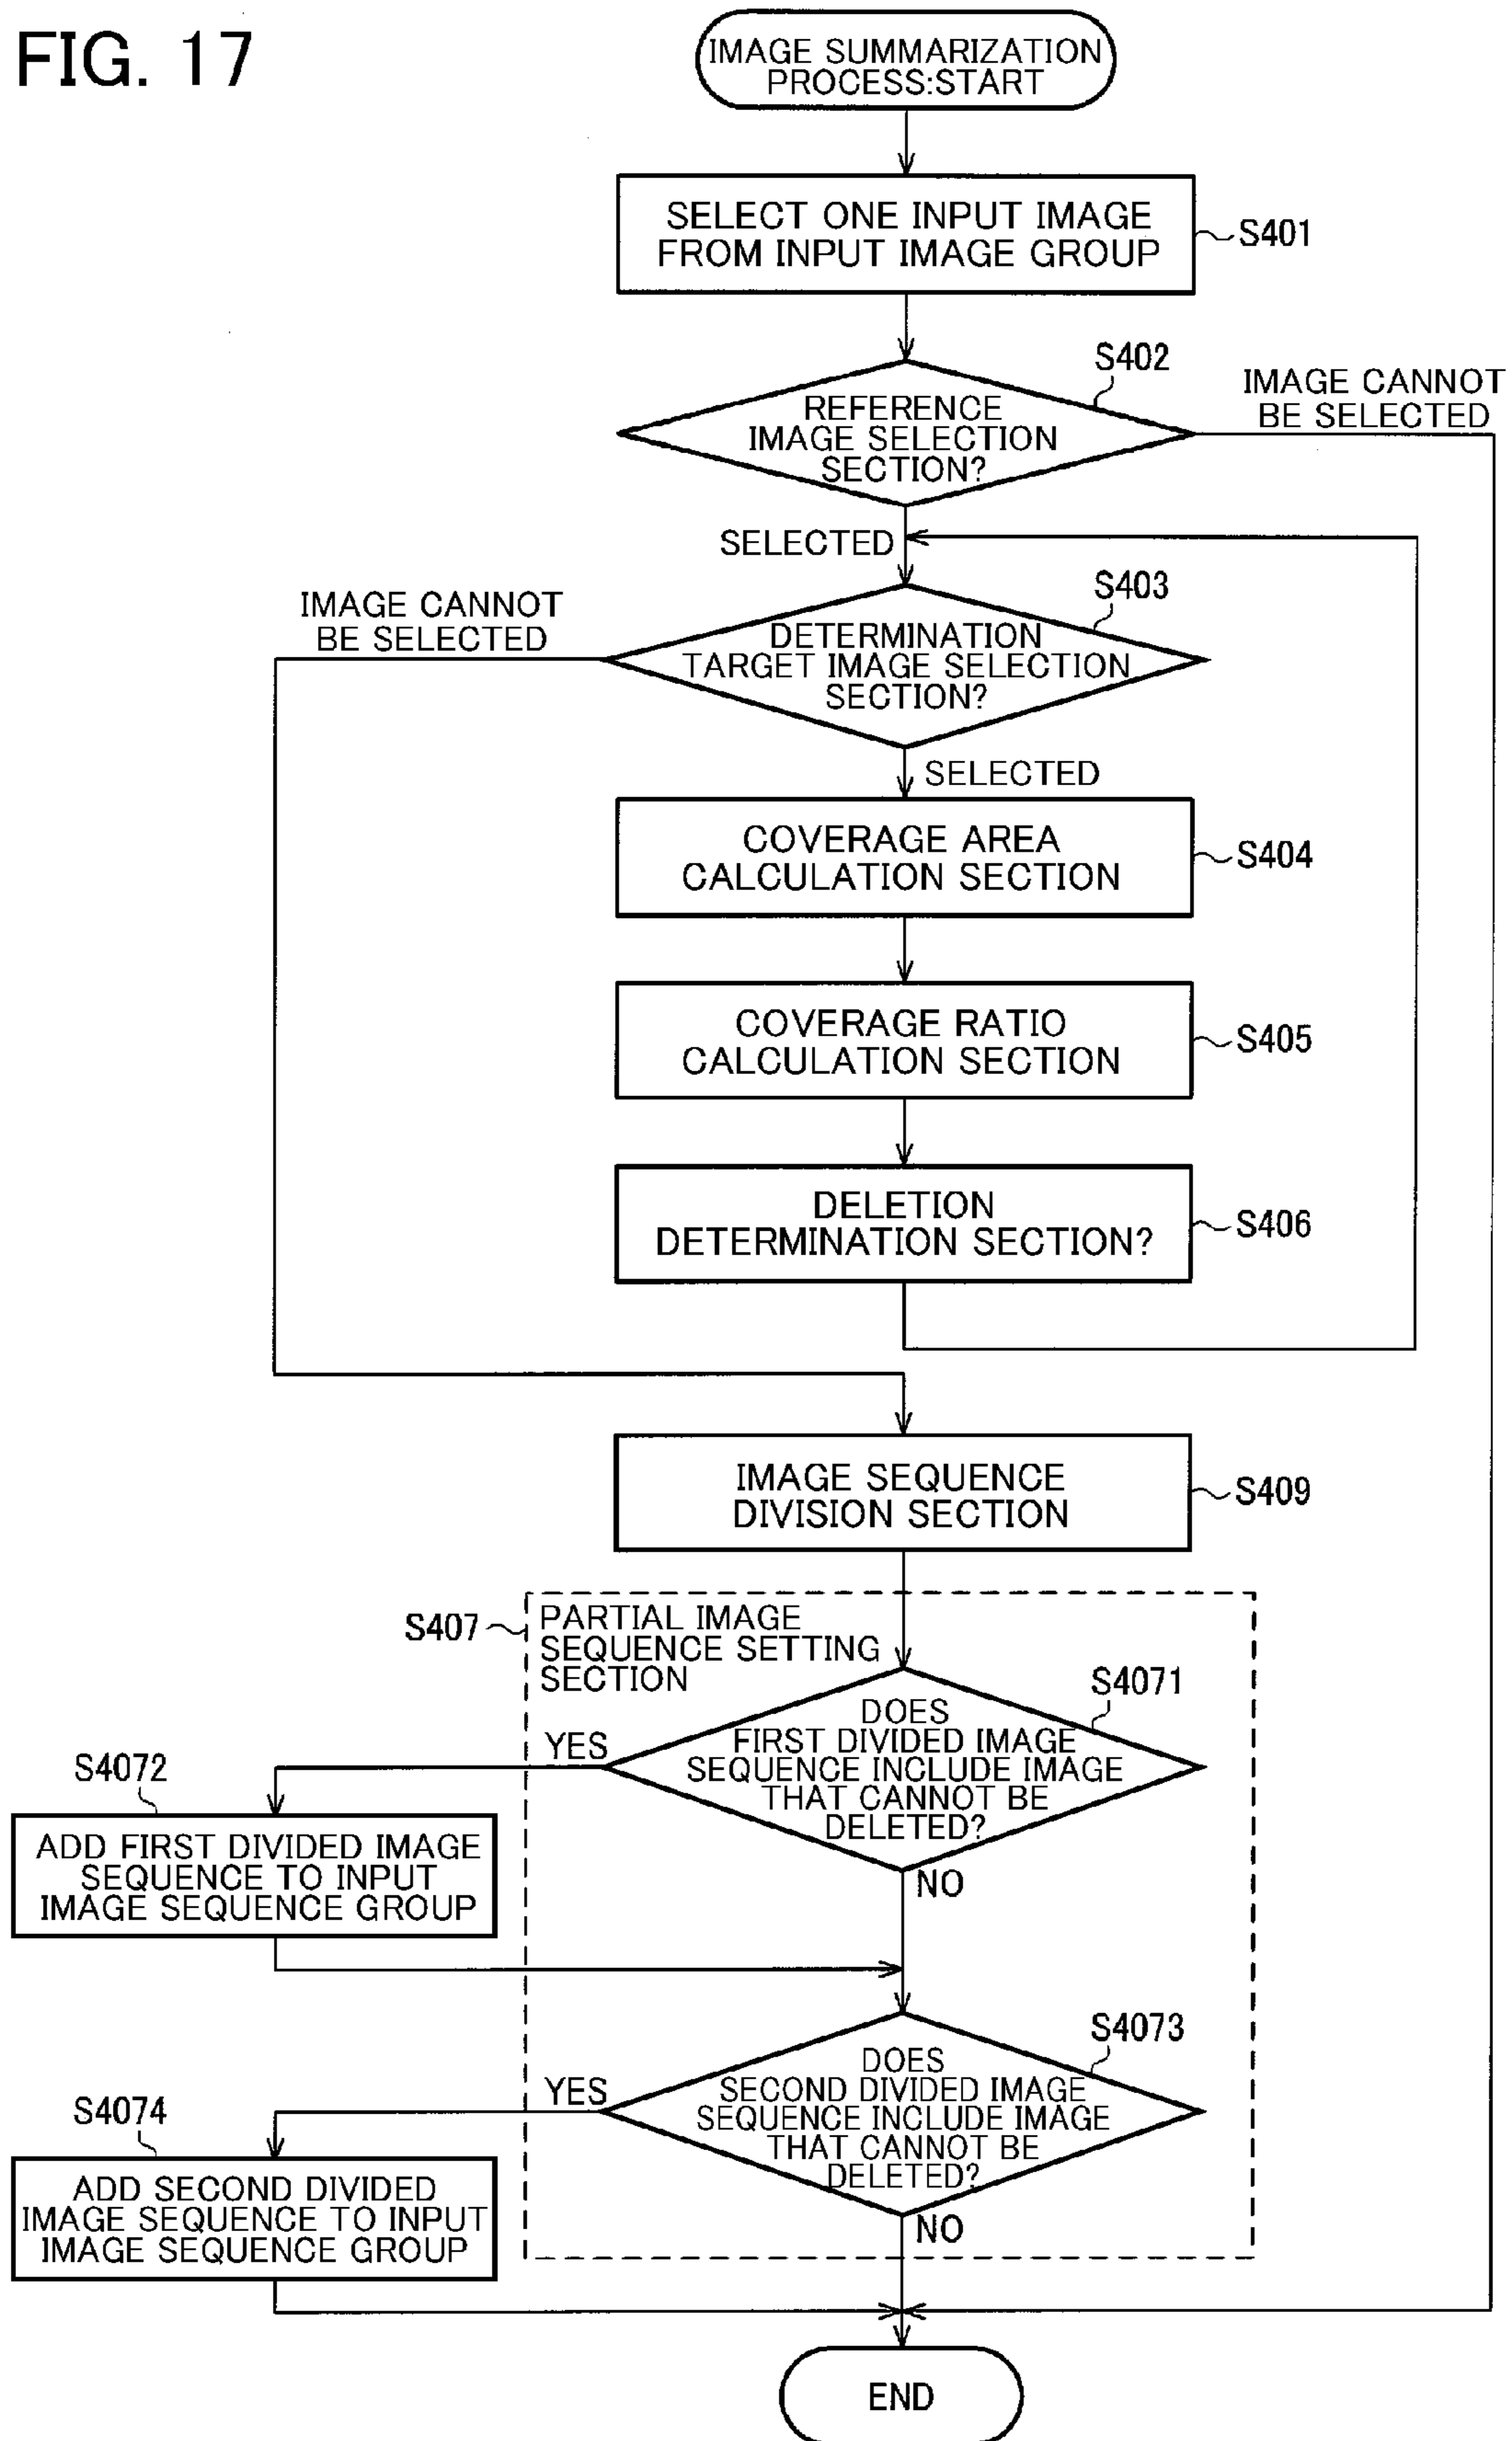 FIG. 17
IMAGE SUMMARIZATION
PROCESS:START
SELECT ONE INPUT IMAGE
FROM INPUT IMAGE GROUP
S401
S402
REFERENCE
IMAGE SELECTION
SECTION?
IMAGE CANNOT
BE SELECTED
SELECTED
S403
IMAGE CANNOT
BE SELECTED
DETERMINATION
TARGET IMAGE SELECTION
SECTION?
SELECTED
COVERAGE AREA
CALCULATION SECTION
S404
COVERAGE RATIO
CALCULATION SECTION
S405
DELETION
DETERMINATION SECTION?
S406
IMAGE SEQUENCE
DIVISION SECTION
S409
S407
PARTIAL IMAGE
SEQUENCE SETTING
SECTION
S4071
DOES
FIRST DIVIDED IMAGE
SEQUENCE INCLUDE IMAGE
THAT CANNOT BE
DELETED?
YES
NO
S4072
ADD FIRST DIVIDED IMAGE
SEQUENCE TO INPUT
IMAGE SEQUENCE GROUP
S4073
DOES
SECOND DIVIDED IMAGE
SEQUENCE INCLUDE IMAGE
THAT CANNOT BE
DELETED?
YES
NO
S4074
ADD SECOND DIVIDED
IMAGE SEQUENCE TO INPUT
IMAGE SEQUENCE GROUP
END